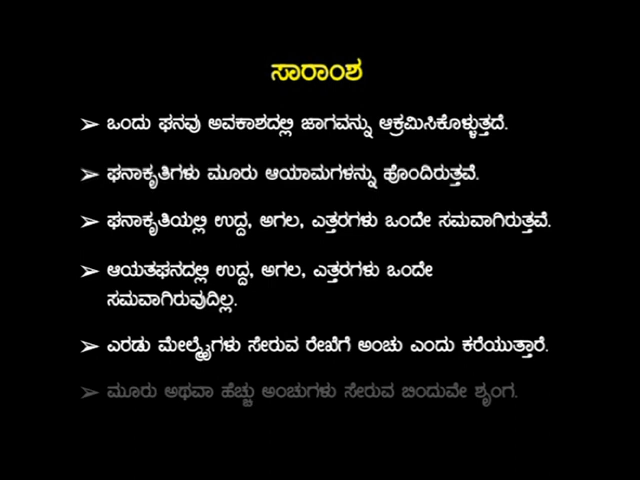 ಸಾರಾಂಶ
➢ ಒಂದು ಘನವು ಅವಕಾಶದಲ್ಲಿ ಜಾಗವನ್ನು ಆಕ್ರಮಿಸಿಕೊಳ್ಳುತ್ತದೆ.
➢ ಘನಾಕೃತಿಗಳು ಮೂರು ಆಯಾಮಗಳನ್ನು ಹೊಂದಿರುತ್ತವೆ.
➢ ಘನಾಕೃತಿಯಲ್ಲಿ ಉದ್ದ, ಅಗಲ, ಎತ್ತರಗಳು ಒಂದೇ ಸಮವಾಗಿರುತ್ತವೆ.
➢ ಆಯತಘನದಲ್ಲಿ ಉದ್ದ, ಅಗಲ, ಎತ್ತರಗಳು ಒಂದೇ
ಸಮವಾಗಿರುವುದಿಲ್ಲ.
➢ ಎರಡು ಮೇಲ್ಮೈಗಳು ಸೇರುವ ರೇಖೆಗೆ ಅಂಚು ಎಂದು ಕರೆಯುತ್ತಾರೆ.
➢ ಮೂರು ಅಥವಾ ಹೆಚ್ಚು ಅಂಚುಗಳು ಸೇರುವ ಬಿಂದುವೇ ಶೃಂಗ.